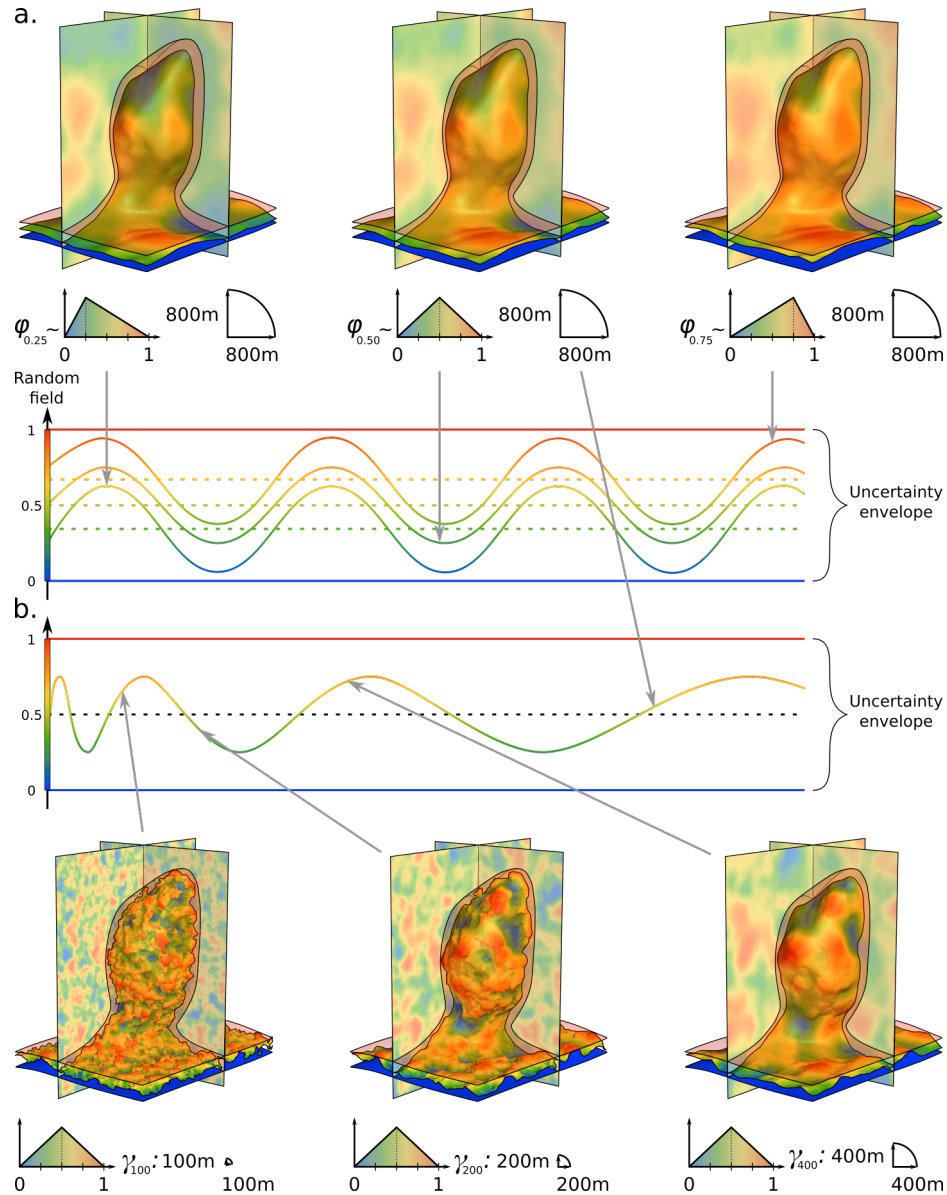 a.
φ0.25 ~
0 1
800m
800m
φ0.50 ~
0 1
800m
800m
φ0.75 ~
0 1
800m
800m
Random
field
1
0.5
0
Uncertainty
envelope
b.
1
0.5
0
Uncertainty
envelope
0 1
γ100: 100m
100m
0 1
γ200: 200m
200m
0 1
γ400: 400m
400m